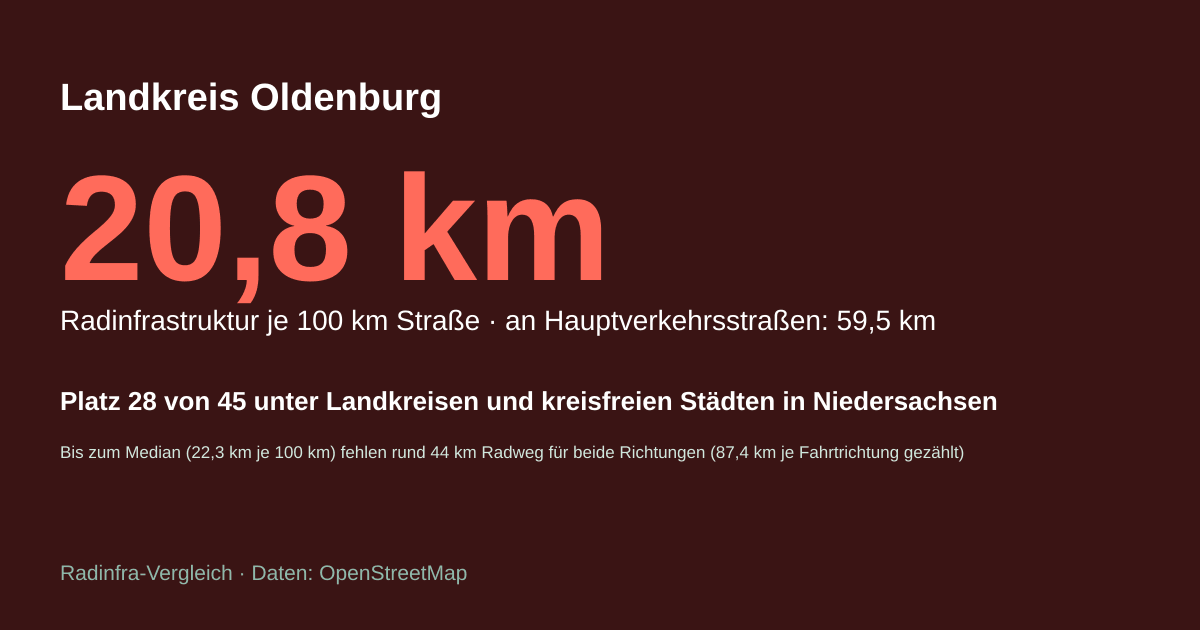 Landkreis Oldenburg
20,8 km
Radinfrastruktur je 100 km Straße · an Hauptverkehrsstraßen: 59,5 km
Platz 28 von 45 unter Landkreisen und kreisfreien Städten in Niedersachsen
Bis zum Median (22,3 km je 100 km) fehlen rund 44 km Radweg für beide Richtungen (87,4 km je Fahrtrichtung gezählt)
Radinfra-Vergleich · Daten: OpenStreetMap